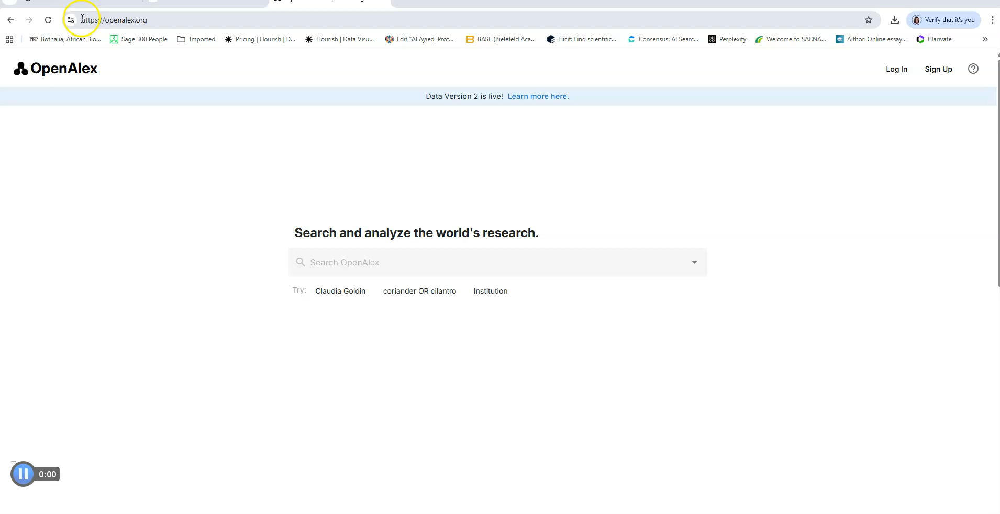 https://openalex.org
Verify that it's you
PKP Bothalia, African Bio...
Sage 300 People
Imported
Pricing | Flourish | D...
Flourish | Data Visu...
Edit "AI Ayied, Prof...
BASE (Bielefeld Aca...
Elicit: Find scientific...
Consensus: AI Searc...
Perplexity
Welcome to SACNA...
Aithor: Online essay...
Clarivate
OpenAlex
Log In
Sign Up
Data Version 2 is live! Learn more here.
Search and analyze the world's research.
Search OpenAlex
Try: Claudia Goldin coriander OR cilantro Institution
0:00